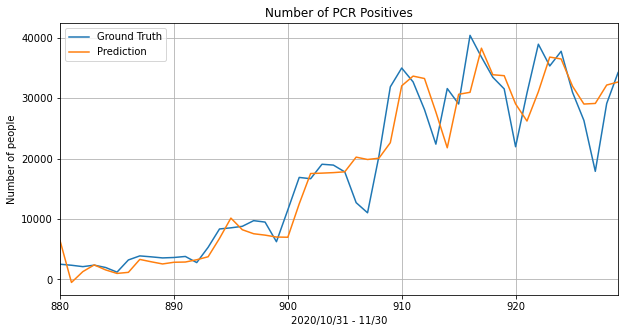 Number of PCR Positives
Ground Truth
Prediction
Number of people
40000
30000
20000
10000
0
880
890
900
910
920
2020/10/31 - 11/30